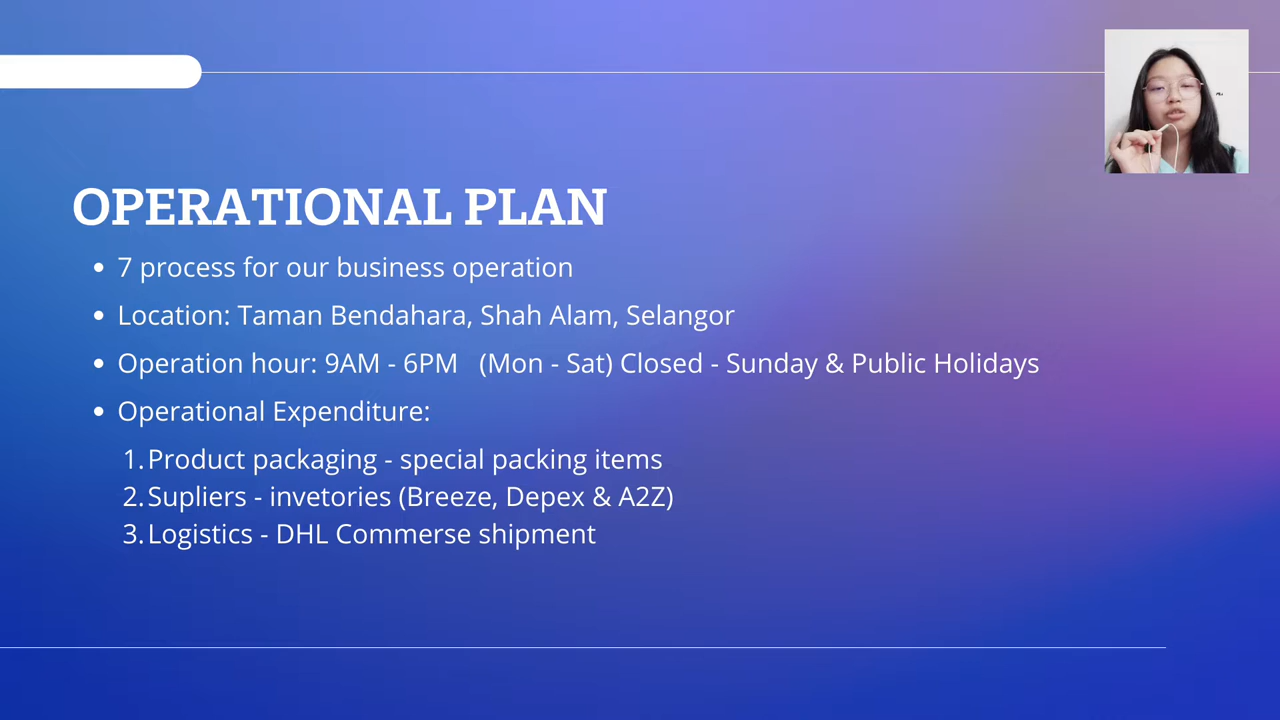 OPERATIONAL PLAN
• 7 process for our business operation
• Location: Taman Bendahara, Shah Alam, Selangor
• Operation hour: 9AM - 6PM (Mon - Sat) Closed - Sunday & Public Holidays
• Operational Expenditure:
1. Product packaging - special packing items
2. Supliers - invetories (Breeze, Depex & A2Z)
3. Logistics - DHL Commerse shipment